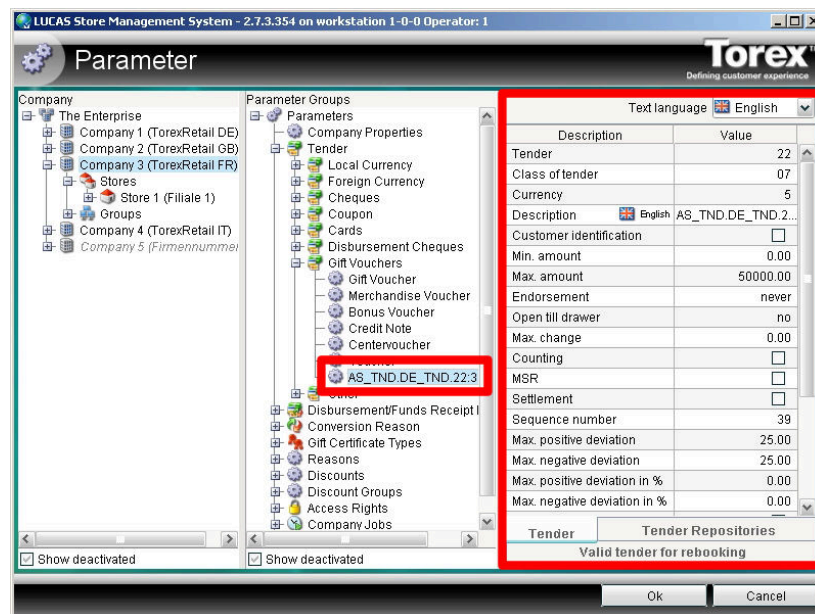 LUCAS Store Management System - 2.7.3.354 on workstation 1-0-0 Operator: 1
Parameter
Torex
Defining customer experience
Company
The Enterprise
Company 1 (TorexRetail DE)
Company 2 (TorexRetail GB)
Company 3 (TorexRetail FR)
Stores
Store 1 (Filiale 1)
Groups
Company 4 (TorexRetail IT)
Company 5 (Firmennummer
Show deactivated
Parameter Groups
Parameters
Company Properties
Tender
Local Currency
Foreign Currency
Cheques
Coupon
Cards
Disbursement Cheques
Gift Vouchers
Gift Voucher
Merchandise Voucher
Bonus Voucher
Credit Note
Centervoucher
AS_TND.DE_TND.22:3
Other
Disbursement/Funds Receipt
Conversion Reason
Gift Certificate Types
Reasons
Discounts
Discount Groups
Access Rights
Company Jobs
Show deactivated
Text language English
Description Value
Tender 22
Class of tender 07
Currency 5
Description English AS_TND.DE_TND.2...
Customer identification
Min. amount 0.00
Max. amount 50000.00
Endorsement never
Open till drawer no
Max. change 0.00
Counting
MSR
Settlement
Sequence number 39
Max. positive deviation 25.00
Max. negative deviation 25.00
Max. positive deviation in % 0.00
Max. negative deviation in % 0.00
Tender Tender Repositories
Valid tender for rebooking
Ok Cancel